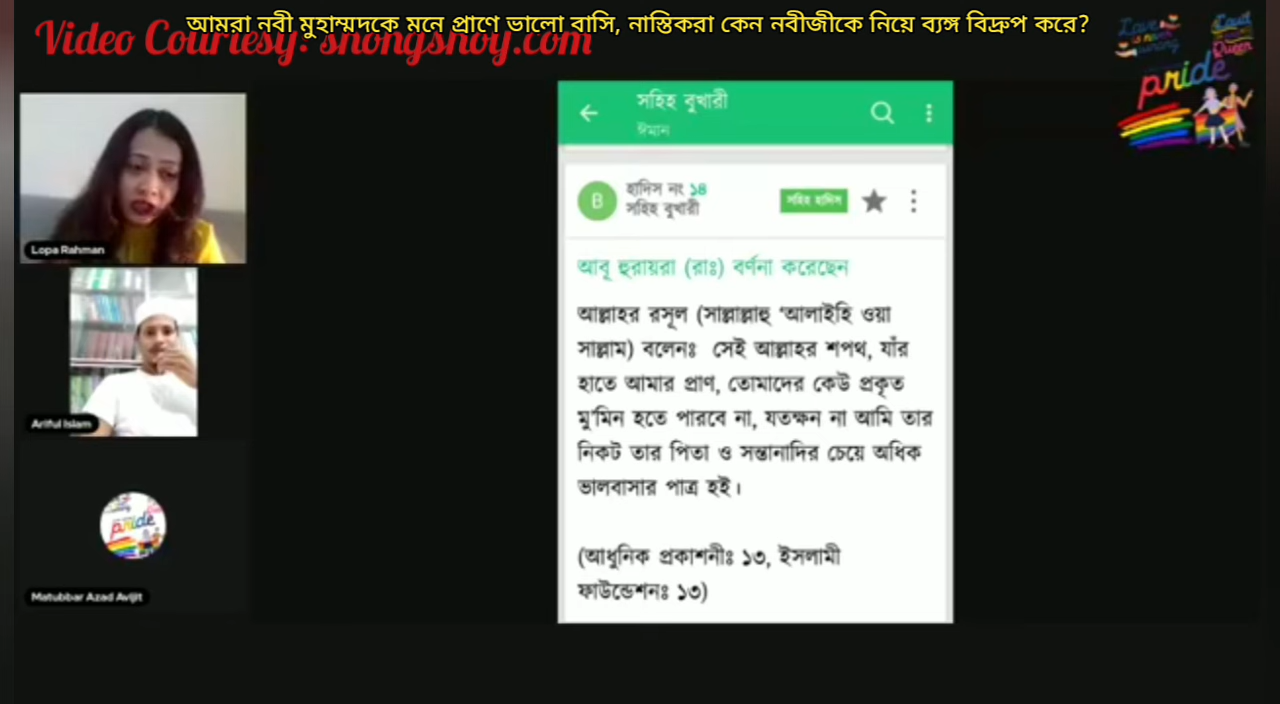 আমরা নবী মুহাম্মদকে মনে প্রাণে ভালো বাসি, নাস্তিকরা কেন নবীজীকে নিয়ে ব্যঙ্গ বিদ্রুপ করে?
Video Courtesy: shongshoy.com
pride
Queen
সহিহ বুখারী
ঈমান
B
হাদিস নং ১৪
সহিহ বুখারী
সহিহ হাদিস
আবূ হুরায়রা (রাঃ) বর্ণনা করেছেন
আল্লাহর রসূল (সাল্লাল্লাহু ‘আলাইহি ওয়া
সাল্লাম) বলেনঃ সেই আল্লাহর শপথ, যাঁর
হাতে আমার প্রাণ, তোমাদের কেউ প্রকৃত
মু’মিন হতে পারবে না, যতক্ষন না আমি তার
নিকট তার পিতা ও সন্তানাদির চেয়ে অধিক
ভালবাসার পাত্র হই।
(আধুনিক প্রকাশনীঃ ১৩, ইসলামী
ফাউন্ডেশনঃ ১৩)
Lopa Rahman
Ariful Islam
pride
Matubbar Azad Avijit